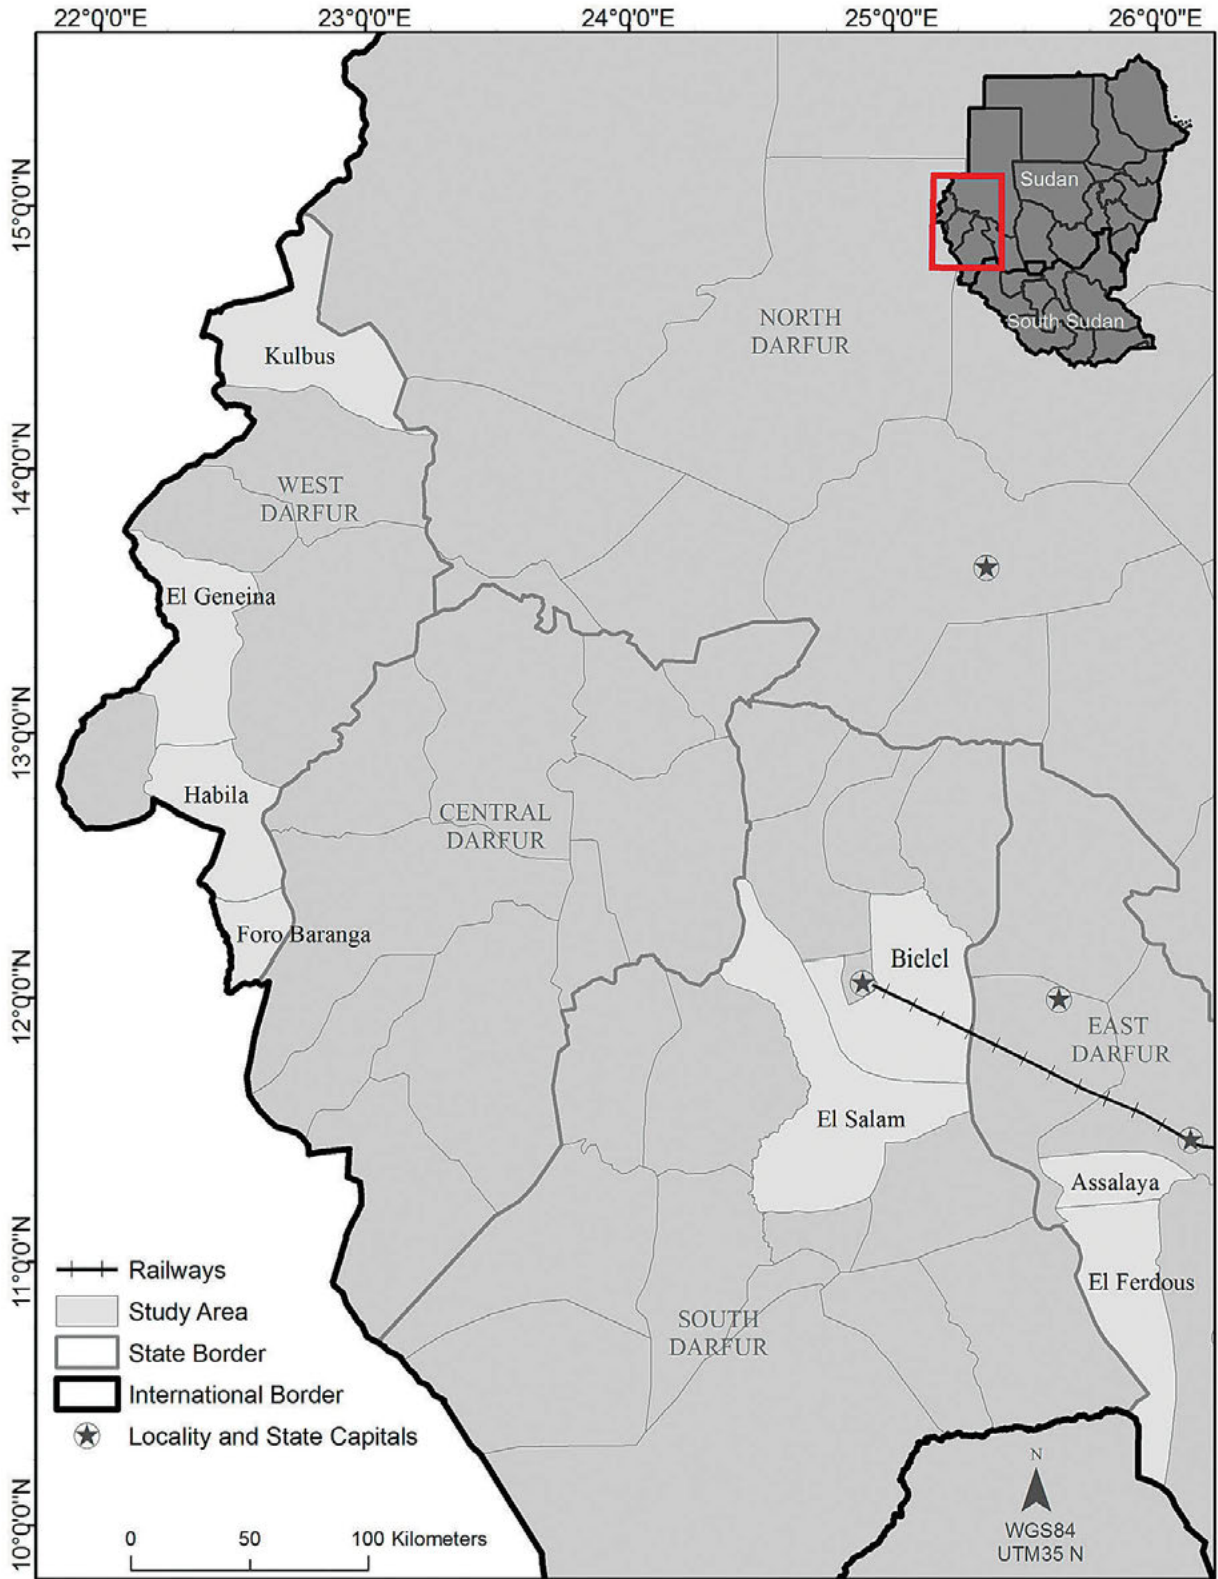 22°0'0"E
23°0'0"E
24°0'0"E
25°0'0"E
26°0'0"E
15°0'0"N
14°0'0"N
13°0'0"N
12°0'0"N
11°0'0"N
10°0'0"N
Sudan
South Sudan
NORTH
DARFUR
Kulbus
WEST
DARFUR
El Geneina
Habila
CENTRAL
DARFUR
Foro Baranga
Bielel
EAST
DARFUR
El Salam
Assalaya
El Ferdous
SOUTH
DARFUR
Railways
Study Area
State Border
International Border
Locality and State Capitals
0 50 100 Kilometers
N
WGS84
UTM35 N